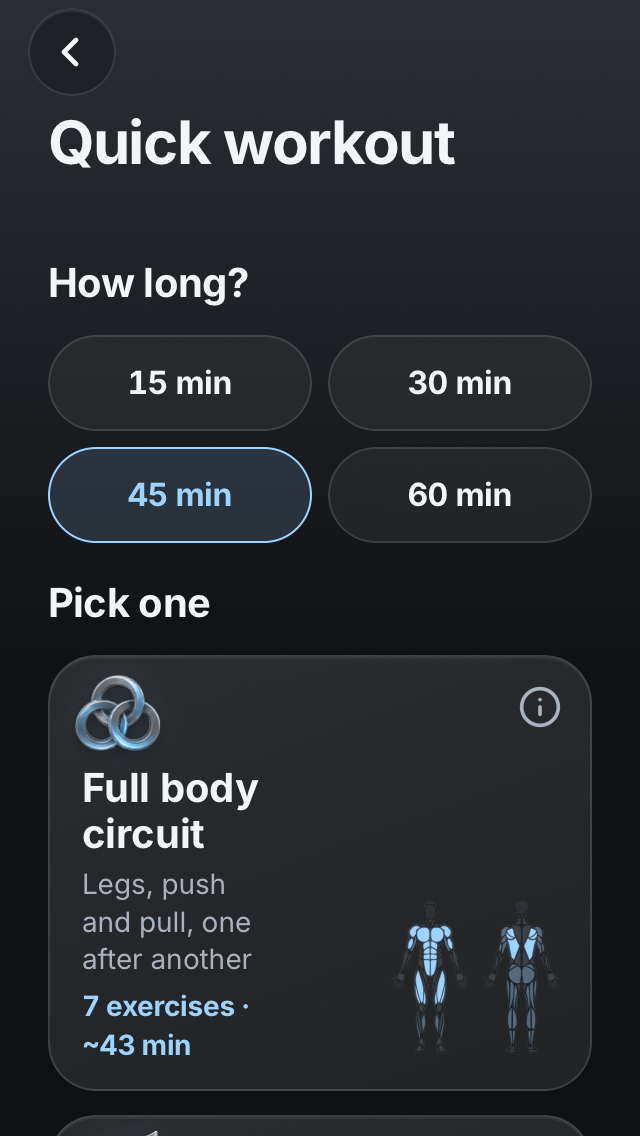 Quick workout
How long?
15 min
30 min
45 min
60 min
Pick one
Full body
circuit
Legs, push
and pull, one
after another
7 exercises ·
~43 min